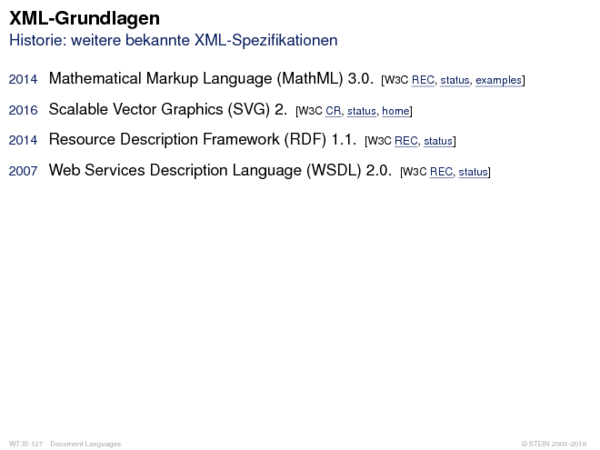 XML-Grundlagen
Historie: weitere bekannte XML-Spezifikationen
2014 Mathematical Markup Language (MathML) 3.0. [W3C REC, status, examples]
2016 Scalable Vector Graphics (SVG) 2. [W3C CR, status, home]
2014 Resource Description Framework (RDF) 1.1. [W3C REC, status]
2007 Web Services Description Language (WSDL) 2.0. [W3C REC, status]
WT:III-127 Document Languages © STEIN 2005-2018